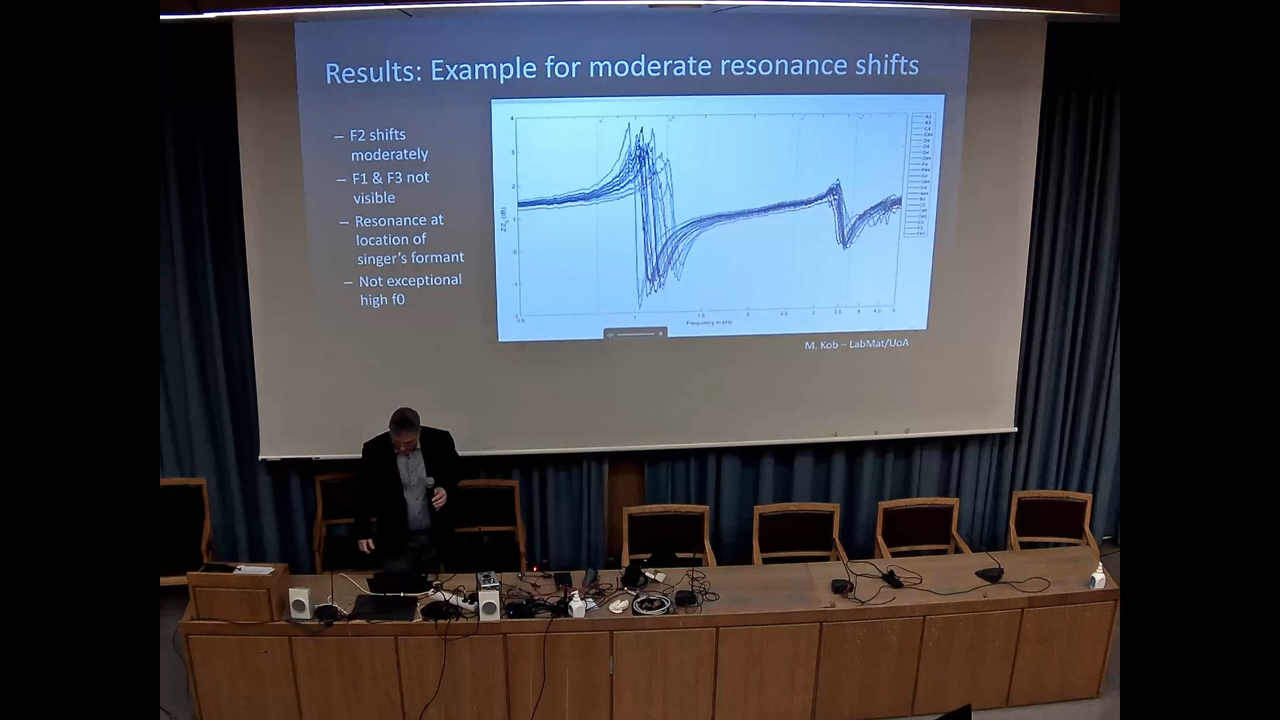 Results: Example for moderate resonance shifts
– F2 shifts
moderately
– F1 & F3 not
visible
– Resonance at
location of
singer's formant
– Not exceptional
high f0
Frequency in kHz
M. Kob – LabMat/UoA